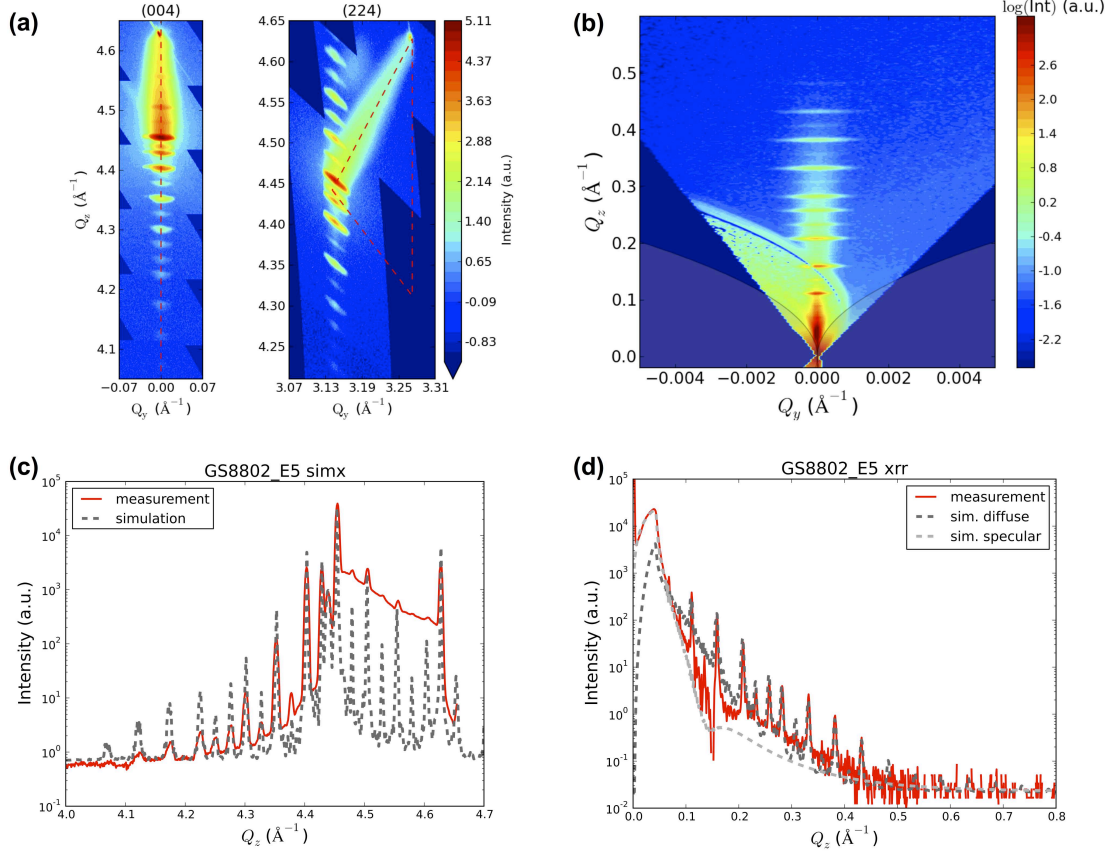 (a)
(004)
(224)
4.65
4.60
4.55
4.50
4.45
4.40
4.35
4.30
4.25
4.6
4.5
4.4
4.3
4.2
4.1
Q_z (Å⁻¹)
−0.07 0.00 0.07
Q_y (Å⁻¹)
3.07 3.13 3.19 3.25 3.31
Q_y (Å⁻¹)
5.11
4.37
3.63
2.88
2.14
1.40
0.66
-0.09
-0.83
Intensity (a.u.)
(b)
log(Int) (a.u.)
2.6
2.0
1.4
0.8
0.2
-0.4
-1.0
-1.6
-2.2
0.5
0.4
0.3
0.2
0.1
0.0
Q_z (Å⁻¹)
−0.004 −0.002 0.000 0.002 0.004
Q_y (Å⁻¹)
(c)
GS8802_E5 simx
measurement
simulation
10⁵
10⁴
10³
10²
10¹
10⁰
10⁻¹
Intensity (a.u.)
4.0 4.1 4.2 4.3 4.4 4.5 4.6 4.7
Q_z (Å⁻¹)
(d)
GS8802_E5 xrr
measurement
sim. diffuse
sim. specular
10⁵
10⁴
10³
10²
10¹
10⁰
10⁻¹
10⁻²
Intensity (a.u.)
0.0 0.1 0.2 0.3 0.4 0.5 0.6 0.7 0.8
Q_z (Å⁻¹)